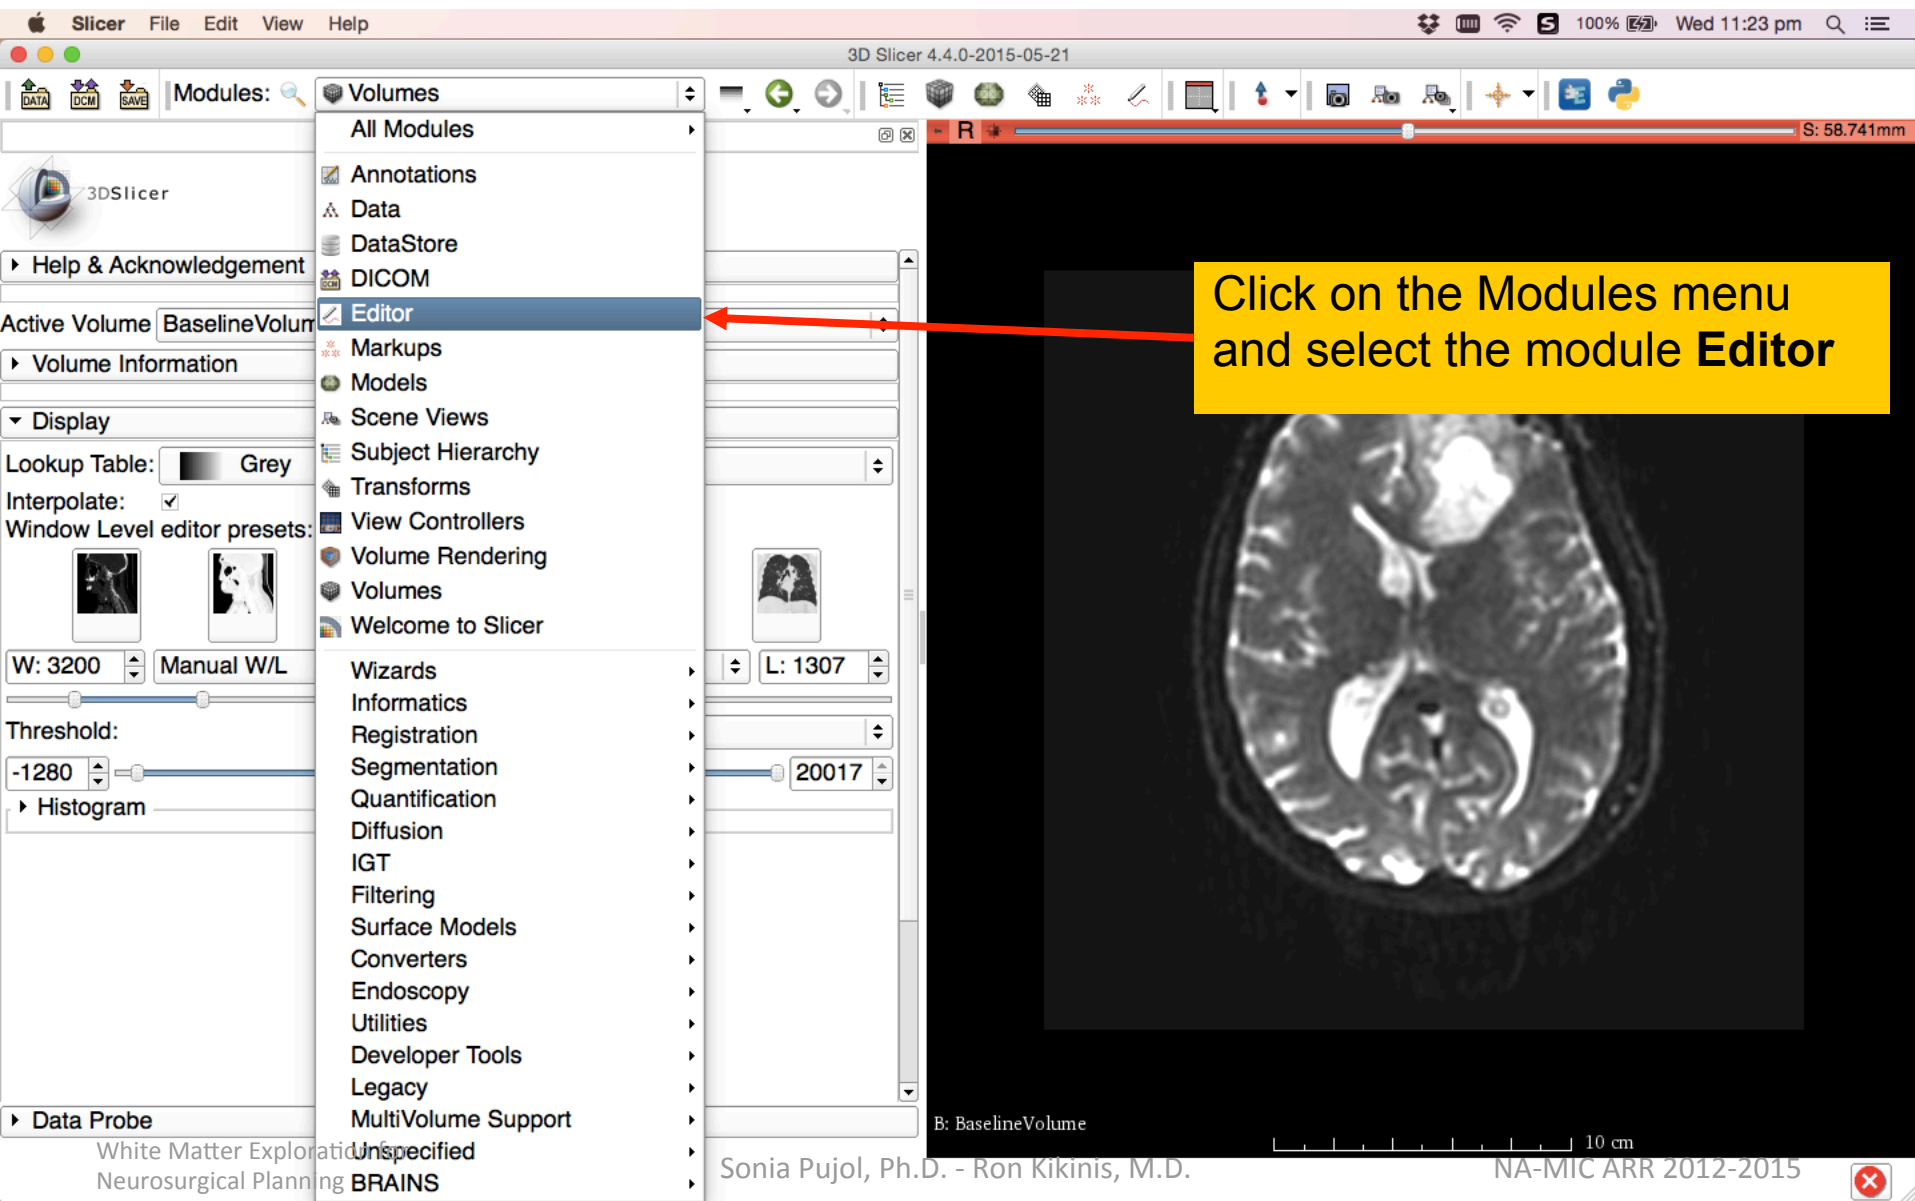 Slicer File Edit View Help 100% Wed 11:23 pm
3D Slicer 4.4.0-2015-05-21
DATA DCM SAVE Modules: Volumes
R S: 58.741mm
3DSlicer
Help & Acknowledgement
Active Volume BaselineVolum
Volume Information
Display
Lookup Table: Grey
Interpolate:
Window Level editor presets:
W: 3200 Manual W/L L: 1307
Threshold:
-1280 20017
Histogram
Data Probe
All Modules
Annotations
Data
DataStore
DICOM
Editor
Markups
Models
Scene Views
Subject Hierarchy
Transforms
View Controllers
Volume Rendering
Volumes
Welcome to Slicer
Wizards
Informatics
Registration
Segmentation
Quantification
Diffusion
IGT
Filtering
Surface Models
Converters
Endoscopy
Utilities
Developer Tools
Legacy
MultiVolume Support
Unspecified
BRAINS
Click on the Modules menu
and select the module Editor
B: BaselineVolume
10 cm
White Matter Exploration for
Neurosurgical Planning
Sonia Pujol, Ph.D. - Ron Kikinis, M.D.
NA-MIC ARR 2012-2015